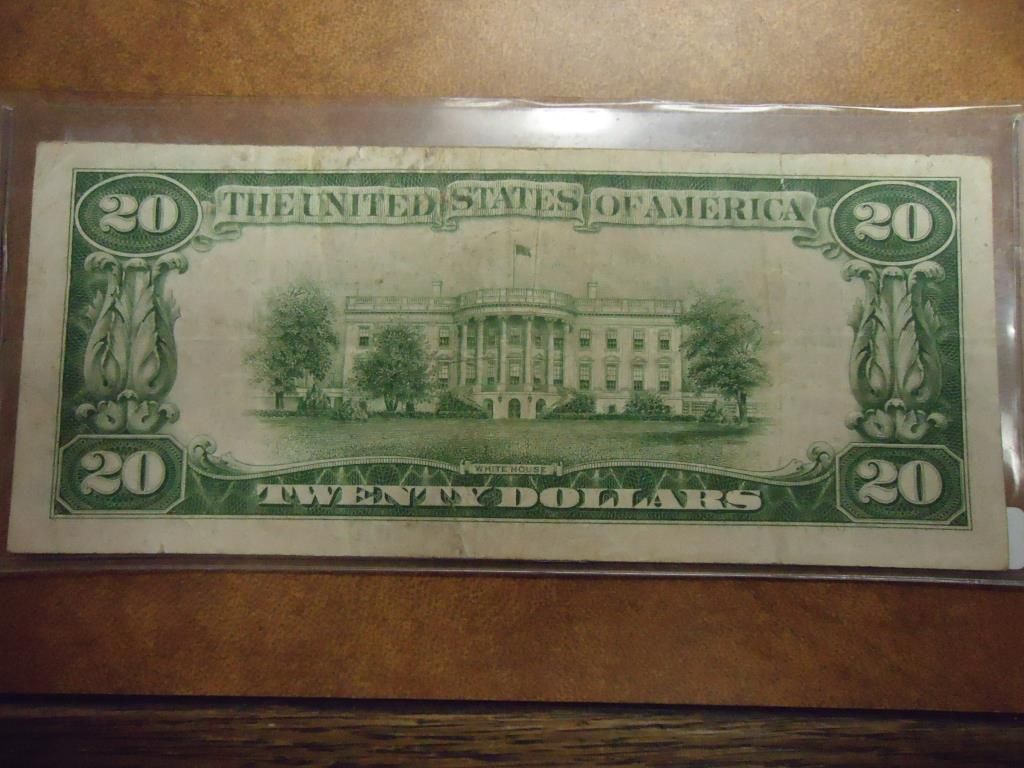 20 THE UNITED STATES OF AMERICA 20
WHITE HOUSE
20 TWENTY DOLLARS 20